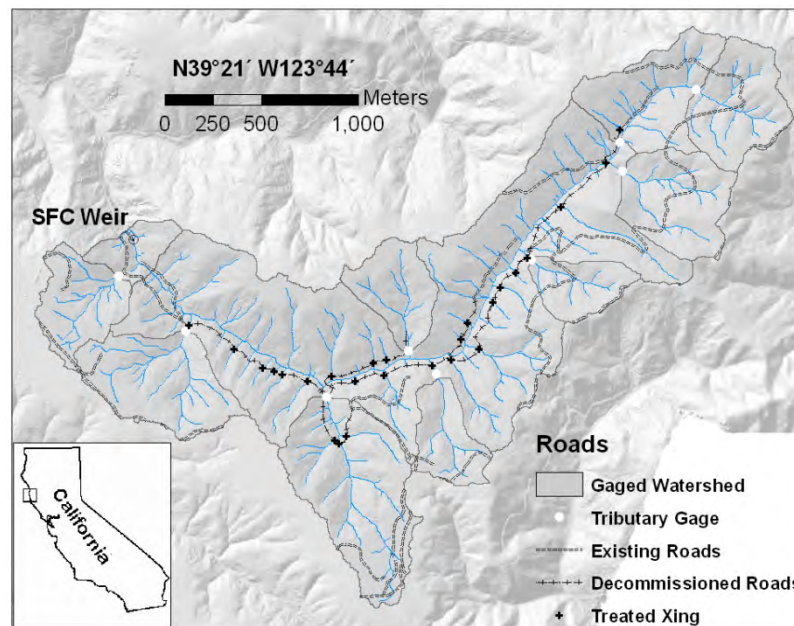 N39°21´ W123°44´
Meters
0 250 500 1,000
SFC Weir
California
Roads
Gaged Watershed
Tributary Gage
Existing Roads
Decommissioned Roads
Treated Xing